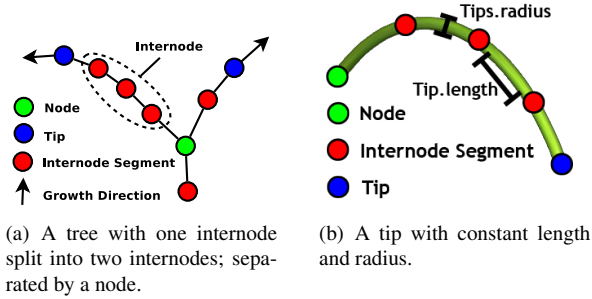 Internode
Node
Tip
Internode Segment
Growth Direction
Tips.radius
Tip.length
Node
Internode Segment
Tip
(a) A tree with one internode
split into two internodes; sepa-
rated by a node.
(b) A tip with constant length
and radius.